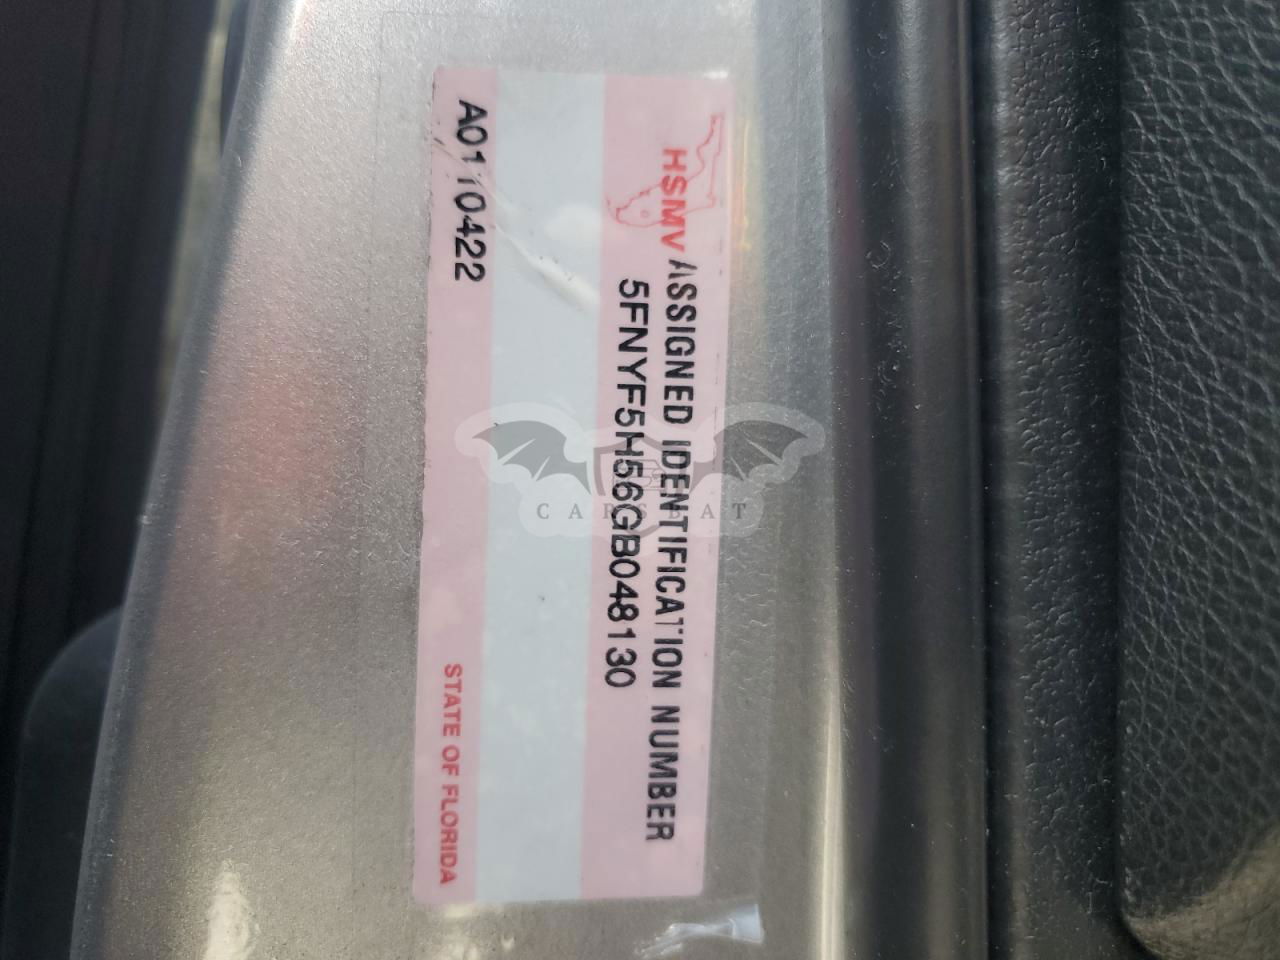 HSMV ASSIGNED IDENTIFICATION NUMBER
5FNYF5H56GB048130
A0110422
STATE OF FLORIDA
CARSBAT